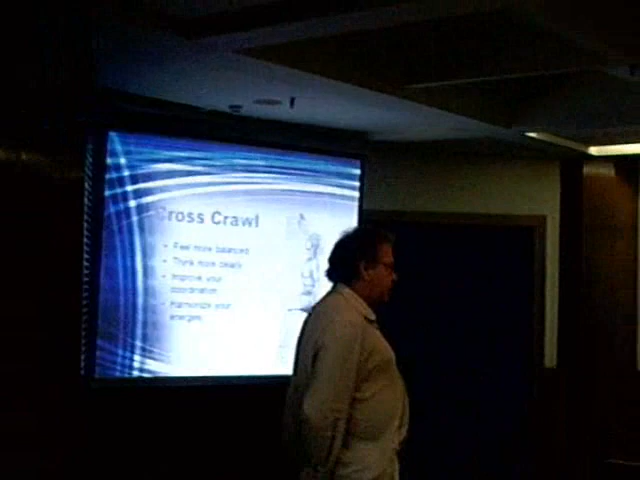 Cross Crawl
• Feel more balanced
• Think more clearly
• Improve your
coordination
• Harmonize your
energies